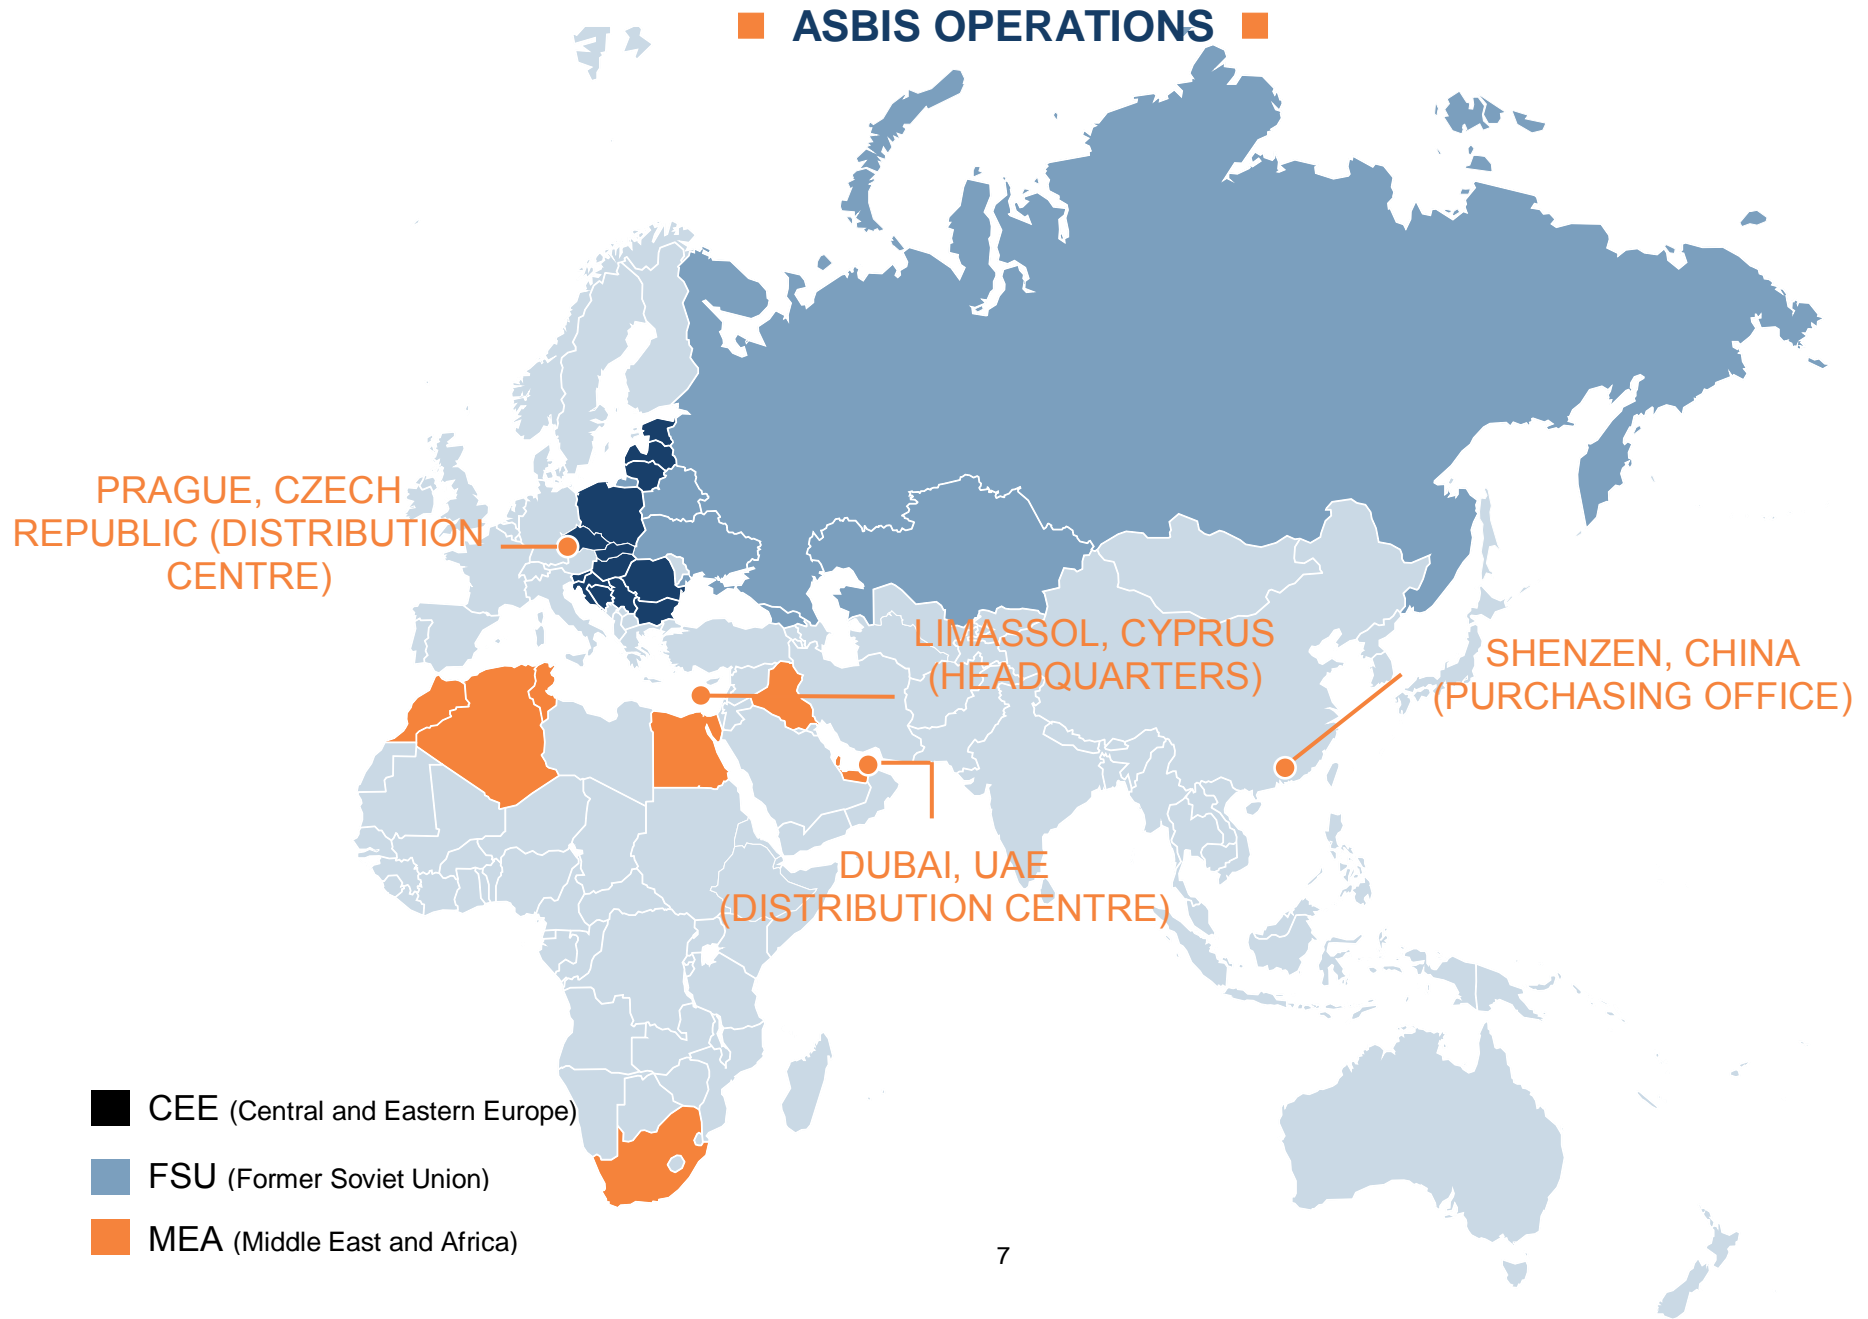 ASBIS OPERATIONS
PRAGUE, CZECH
REPUBLIC (DISTRIBUTION
CENTRE)
LIMASSOL, CYPRUS
(HEADQUARTERS)
SHENZEN, CHINA
(PURCHASING OFFICE)
DUBAI, UAE
(DISTRIBUTION CENTRE)
CEE (Central and Eastern Europe)
FSU (Former Soviet Union)
MEA (Middle East and Africa)
7